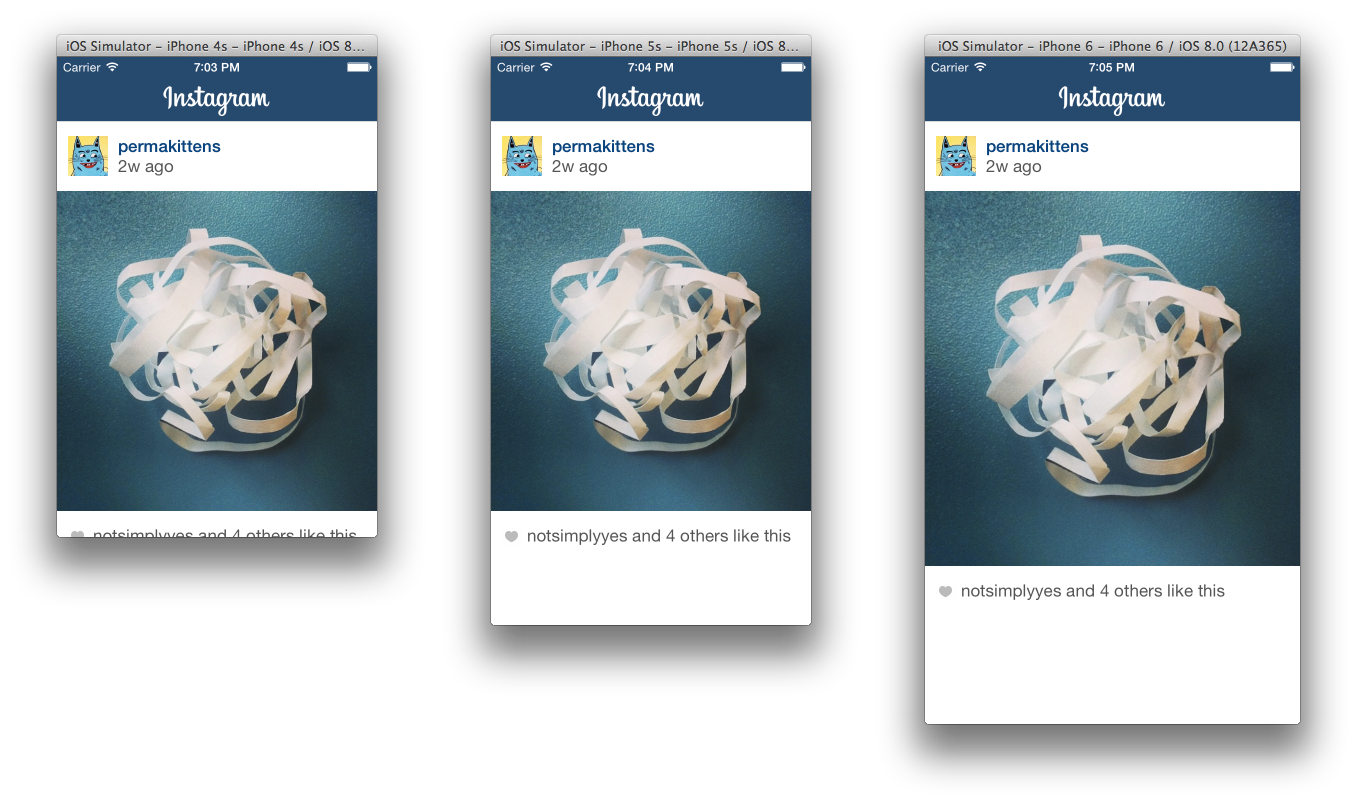 iOS Simulator – iPhone 4s – iPhone 4s / iOS 8...
Carrier 7:03 PM
Instagram
permakittens
2w ago
notsimplyyes and 4 others like this
iOS Simulator – iPhone 5s – iPhone 5s / iOS 8...
Carrier 7:04 PM
Instagram
permakittens
2w ago
notsimplyyes and 4 others like this
iOS Simulator – iPhone 6 – iPhone 6 / iOS 8.0 (12A365)
Carrier 7:05 PM
Instagram
permakittens
2w ago
notsimplyyes and 4 others like this